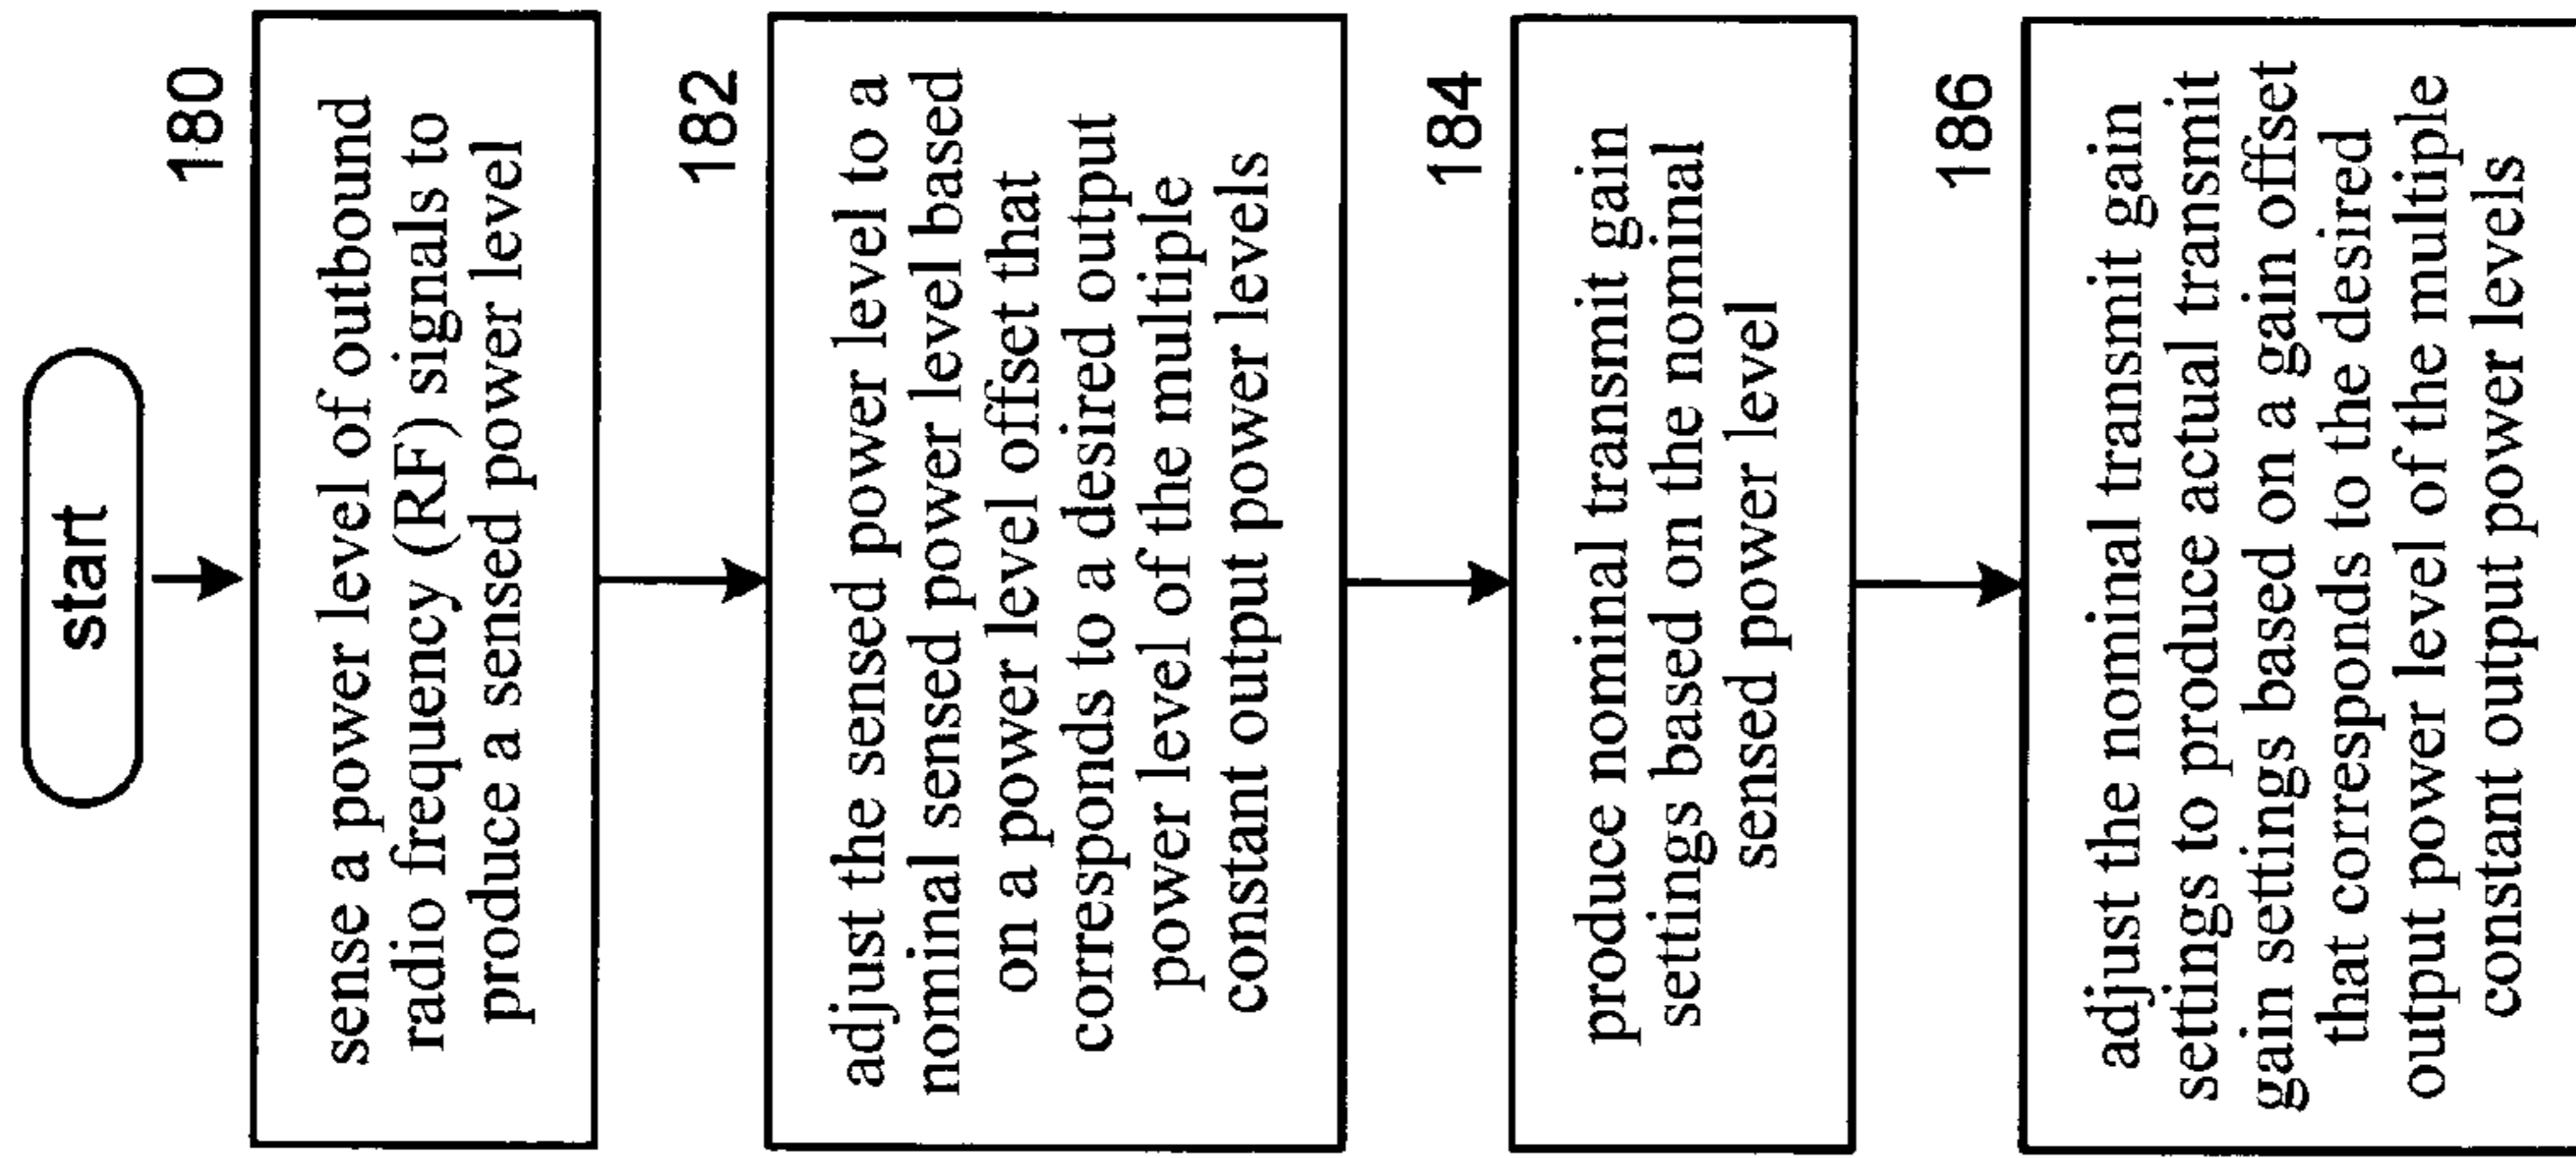 start
180
sense a power level of outbound
radio frequency (RF) signals to
produce a sensed power level
182
adjust the sensed power level to a
nominal sensed power level based
on a power level offset that
corresponds to a desired output
power level of the multiple
constant output power levels
184
produce nominal transmit gain
settings based on the nominal
sensed power level
186
adjust the nominal transmit gain
settings to produce actual transmit
gain settings based on a gain offset
that corresponds to the desired
output power level of the multiple
constant output power levels